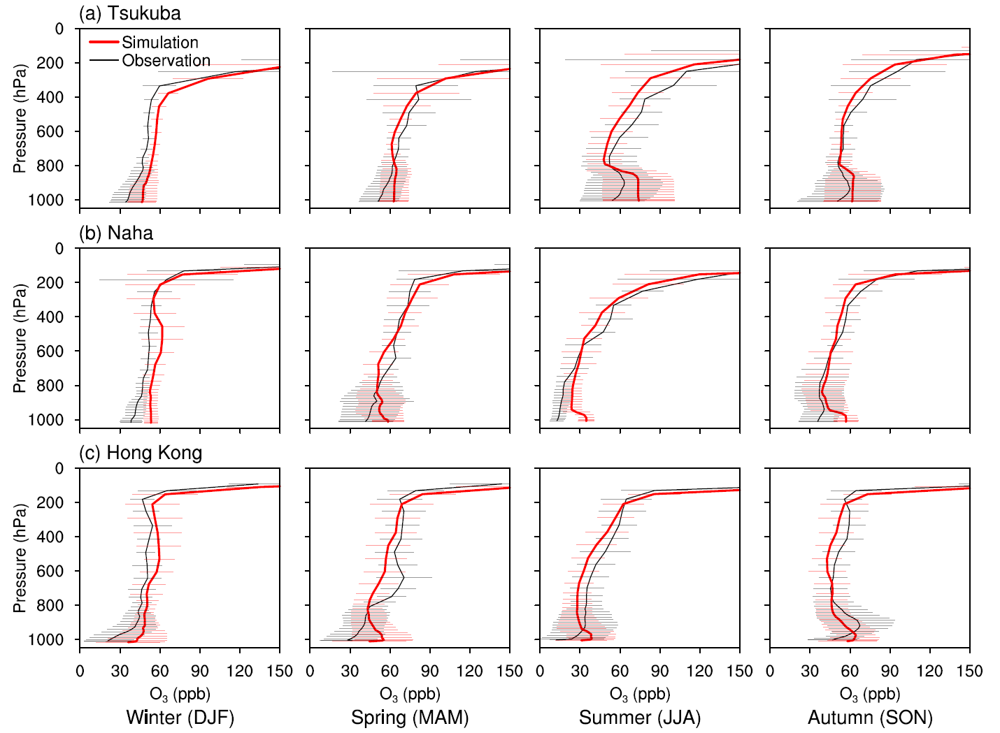 (a) Tsukuba
Simulation
Observation
Pressure (hPa)
0
200
400
600
800
1000
(b) Naha
Pressure (hPa)
0
200
400
600
800
1000
(c) Hong Kong
Pressure (hPa)
0
200
400
600
800
1000
0 30 60 90 120 150 0 30 60 90 120 150 0 30 60 90 120 150 0 30 60 90 120 150
O₃ (ppb) O₃ (ppb) O₃ (ppb) O₃ (ppb)
Winter (DJF) Spring (MAM) Summer (JJA) Autumn (SON)